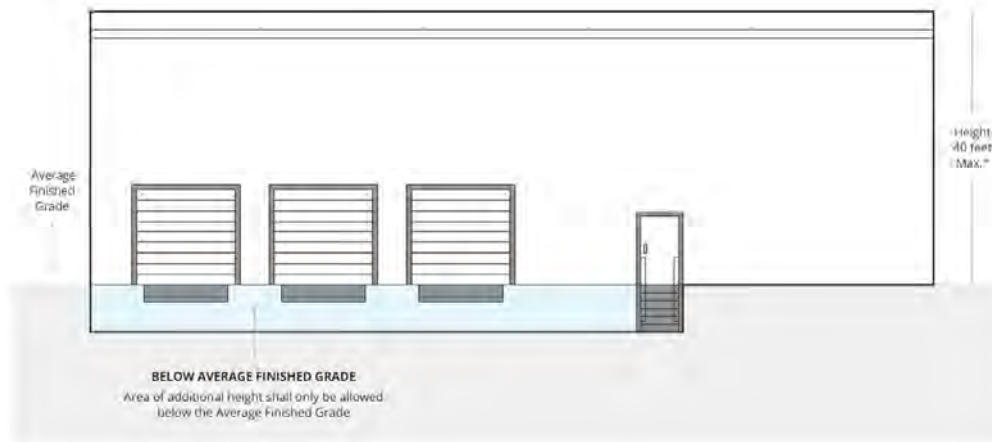 Height
40 feet
Max.*
Average
Finished
Grade
BELOW AVERAGE FINISHED GRADE
Area of additional height shall only be allowed
below the Average Finished Grade